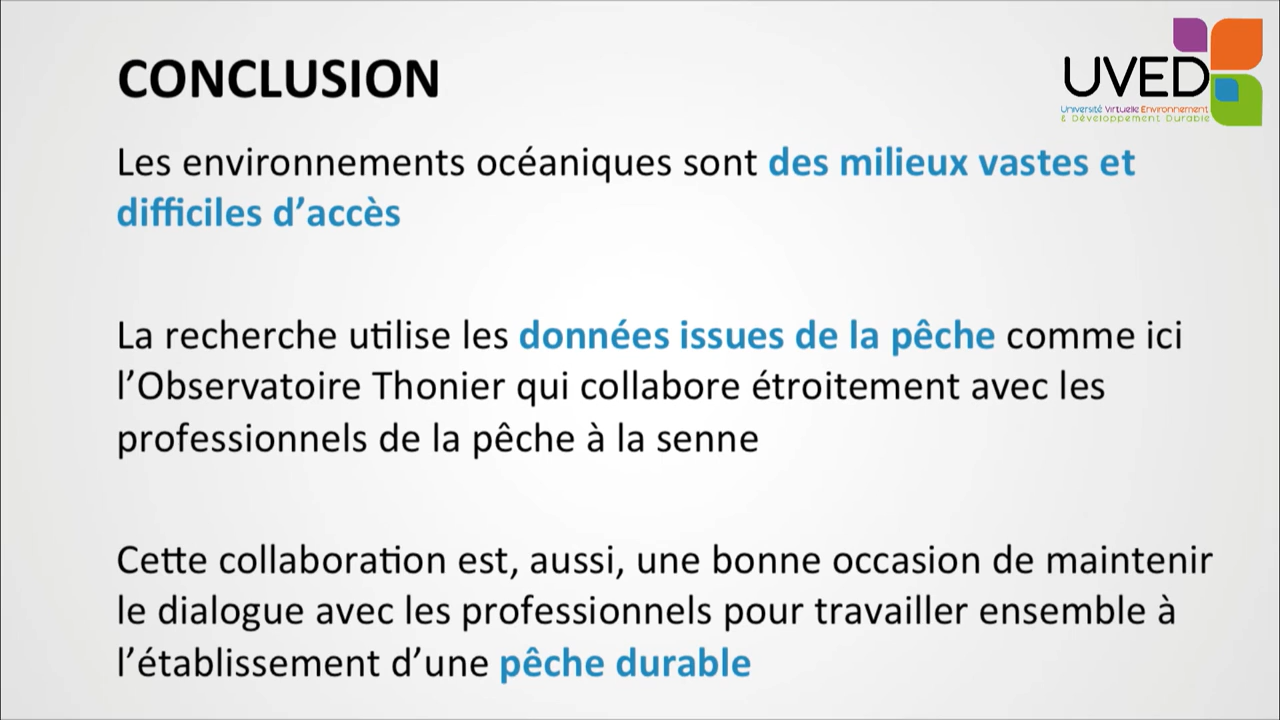 CONCLUSION
UVED
Université Virtuelle Environnement
& Développement Durable
Les environnements océaniques sont des milieux vastes et
difficiles d’accès
La recherche utilise les données issues de la pêche comme ici
l’Observatoire Thonier qui collabore étroitement avec les
professionnels de la pêche à la senne
Cette collaboration est, aussi, une bonne occasion de maintenir
le dialogue avec les professionnels pour travailler ensemble à
l’établissement d’une pêche durable